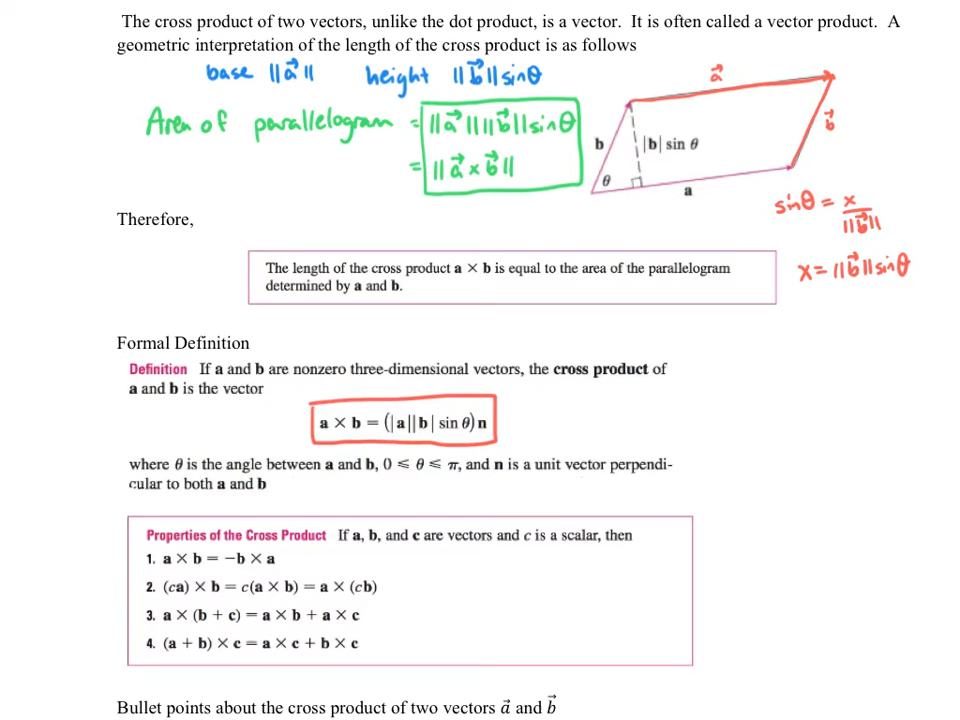 The cross product of two vectors, unlike the dot product, is a vector.  It is often called a vector product.  A
geometric interpretation of the length of the cross product is as follows
base ||a⃗|| height ||b⃗||sinθ
a⃗
Area of parallelogram = ||a⃗|| ||b⃗||sinθ
= ||a⃗ × b⃗||
b |b| sin θ b⃗
θ a
sinθ = x/||b⃗||
x = ||b⃗||sinθ
Therefore,
The length of the cross product a × b is equal to the area of the parallelogram
determined by a and b.
Formal Definition
Definition If a and b are nonzero three-dimensional vectors, the cross product of
a and b is the vector
a × b = (|a||b| sin θ) n
where θ is the angle between a and b, 0 ≤ θ ≤ π, and n is a unit vector perpendi-
cular to both a and b
Properties of the Cross Product If a, b, and c are vectors and c is a scalar, then
1. a × b = −b × a
2. (ca) × b = c(a × b) = a × (cb)
3. a × (b + c) = a × b + a × c
4. (a + b) × c = a × c + b × c
Bullet points about the cross product of two vectors a⃗ and b⃗